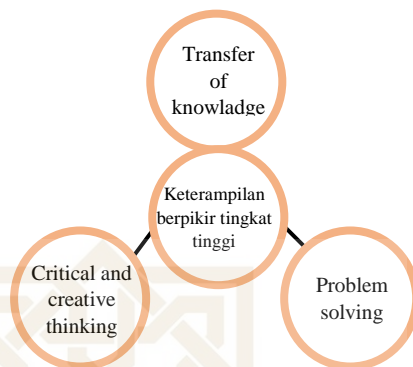 Transfer
of
knowladge
Keterampilan
berpikir tingkat
tinggi
Critical and
creative
thinking
Problem
solving